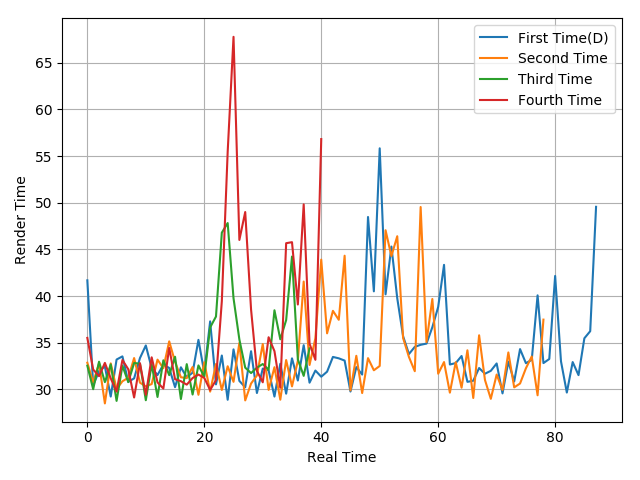 First Time(D)
Second Time
Third Time
Fourth Time
65
60
55
50
45
40
35
30
Render Time
0 20 40 60 80
Real Time